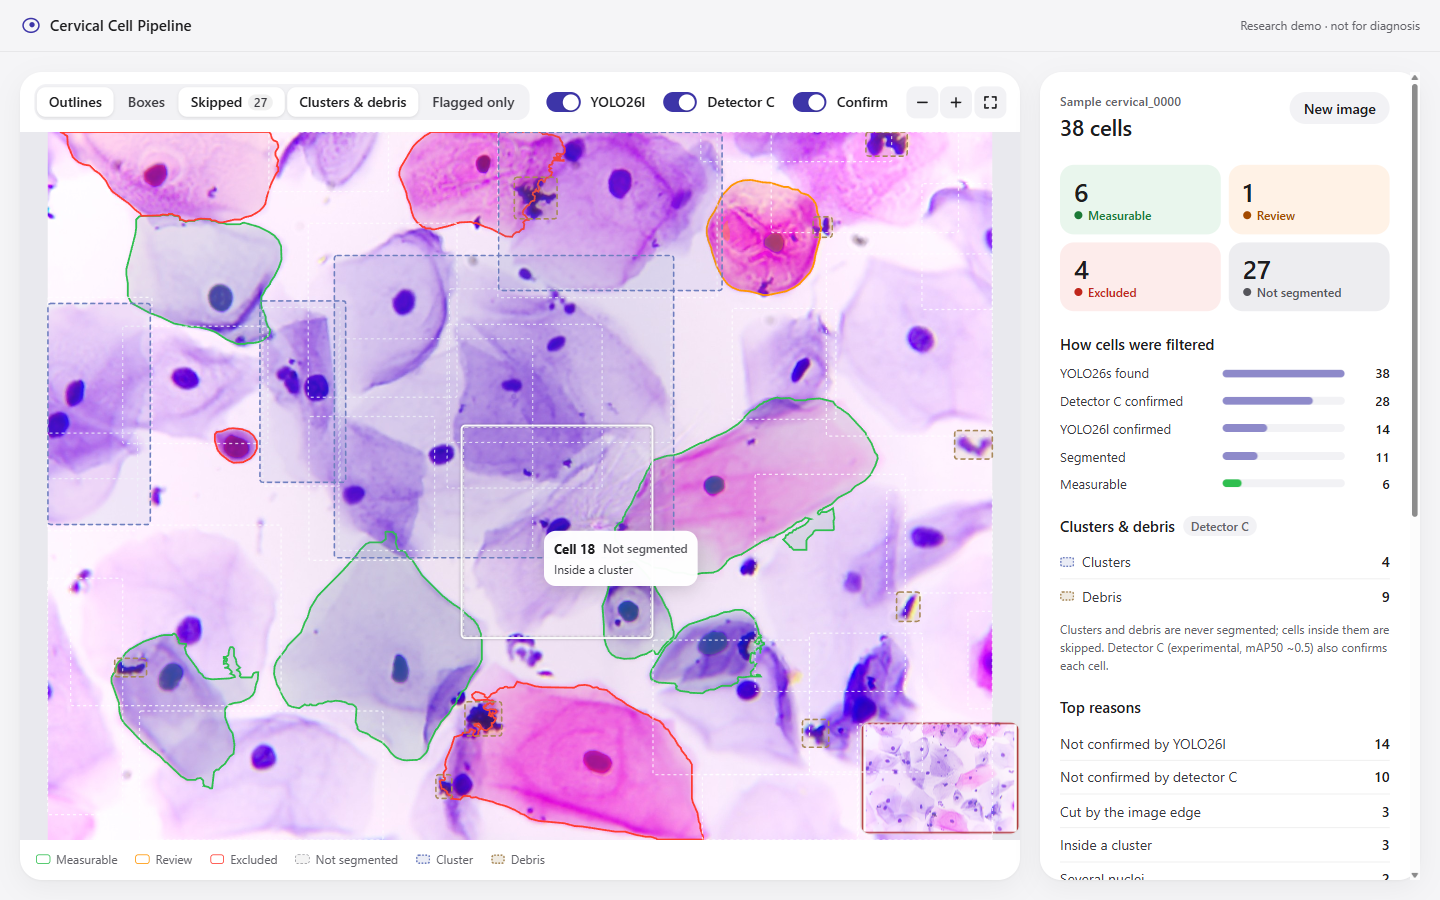 Cervical Cell Pipeline
Research demo · not for diagnosis
Outlines
Boxes
Skipped 27
Clusters & debris
Flagged only
YOLO26l
Detector C
Confirm
Cell 18 Not segmented
Inside a cluster
Measurable
Review
Excluded
Not segmented
Cluster
Debris
Sample cervical_0000
38 cells
New image
6
Measurable
1
Review
4
Excluded
27
Not segmented
How cells were filtered
YOLO26s found 38
Detector C confirmed 28
YOLO26l confirmed 14
Segmented 11
Measurable 6
Clusters & debris Detector C
Clusters 4
Debris 9
Clusters and debris are never segmented; cells inside them are
skipped. Detector C (experimental, mAP50 ~0.5) also confirms
each cell.
Top reasons
Not confirmed by YOLO26l 14
Not confirmed by detector C 10
Cut by the image edge 3
Inside a cluster 3
Several nuclei 2